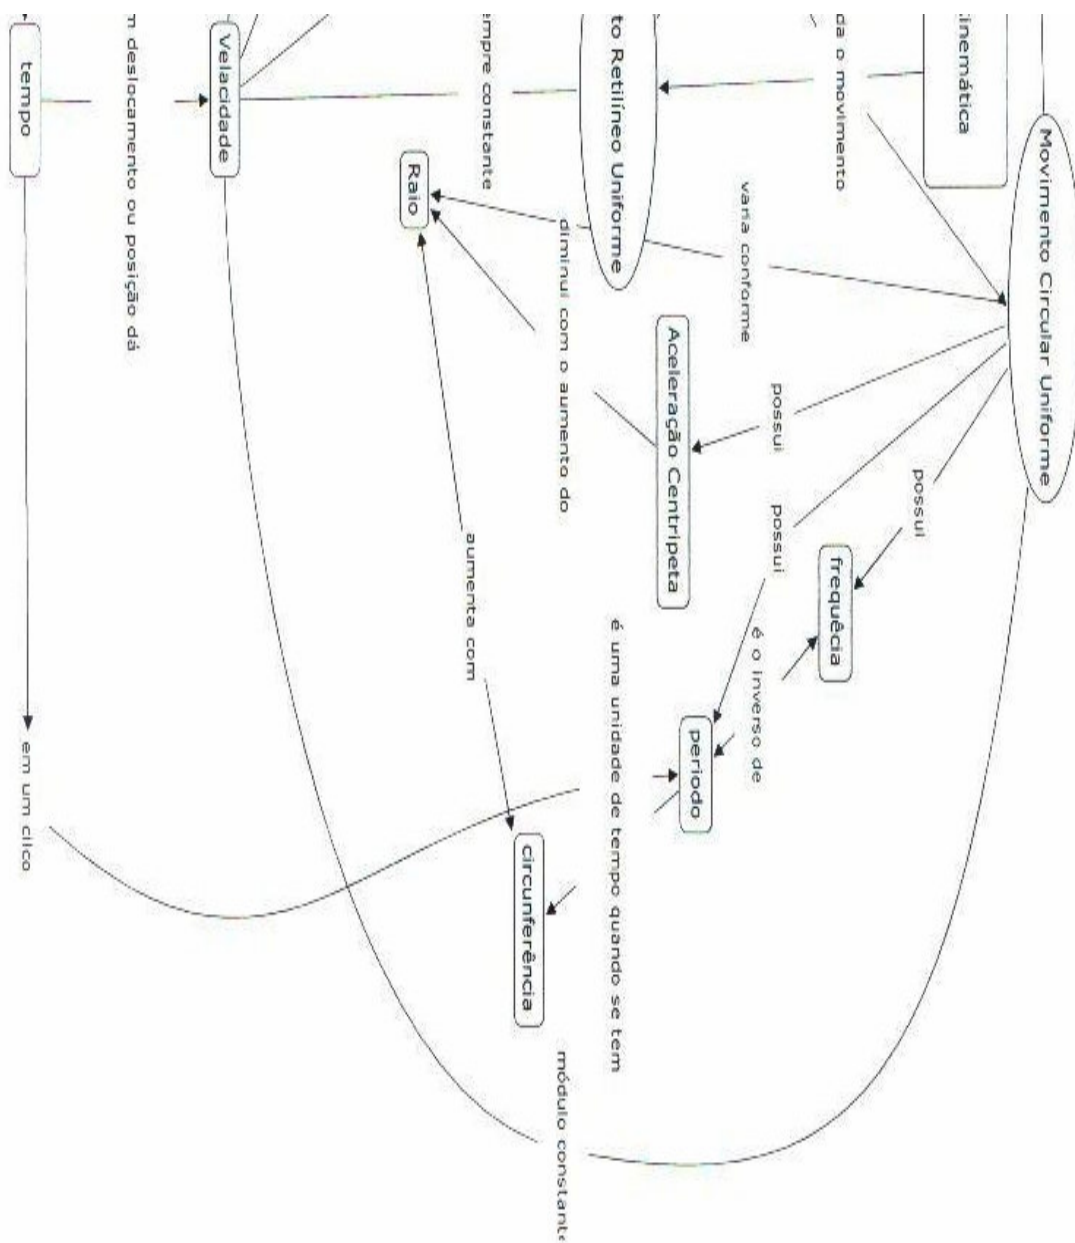 Movimento Circular Uniforme
inemática
da o movimento
to Retilíneo Uniforme
varia conforme
possui
possui
possui
frequêcia
Aceleração Centripeta
é o inverso de
periodo
é uma unidade de tempo quando se tem
diminui com o aumento do
módulo constante
empre constante
circunferência
aumenta com
Raio
Velacidade
m deslocamento ou posição dá
tempo
em um cilco